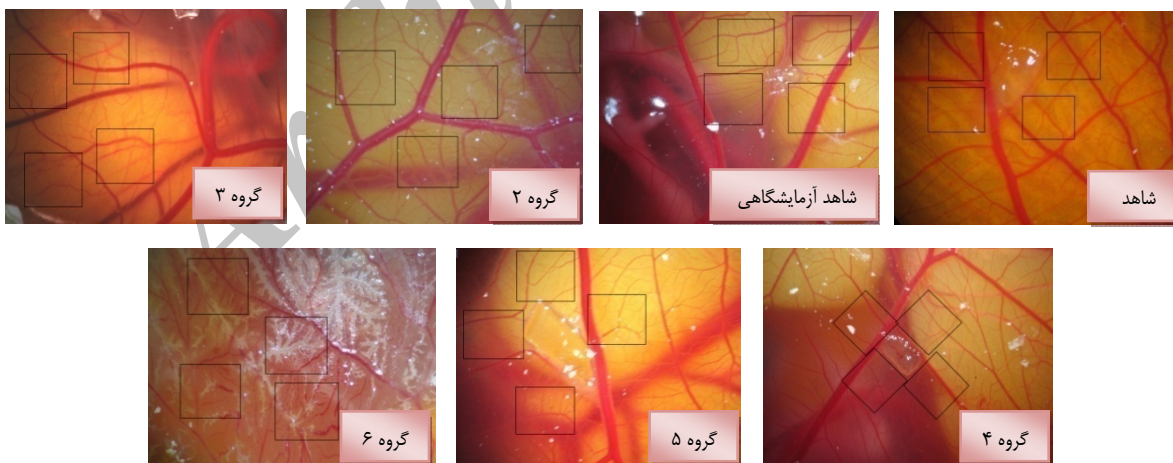 شاهد
شاهد آزمایشگاهی
گروه ۲
گروه ۳
گروه ۴
گروه ۵
گروه ۶